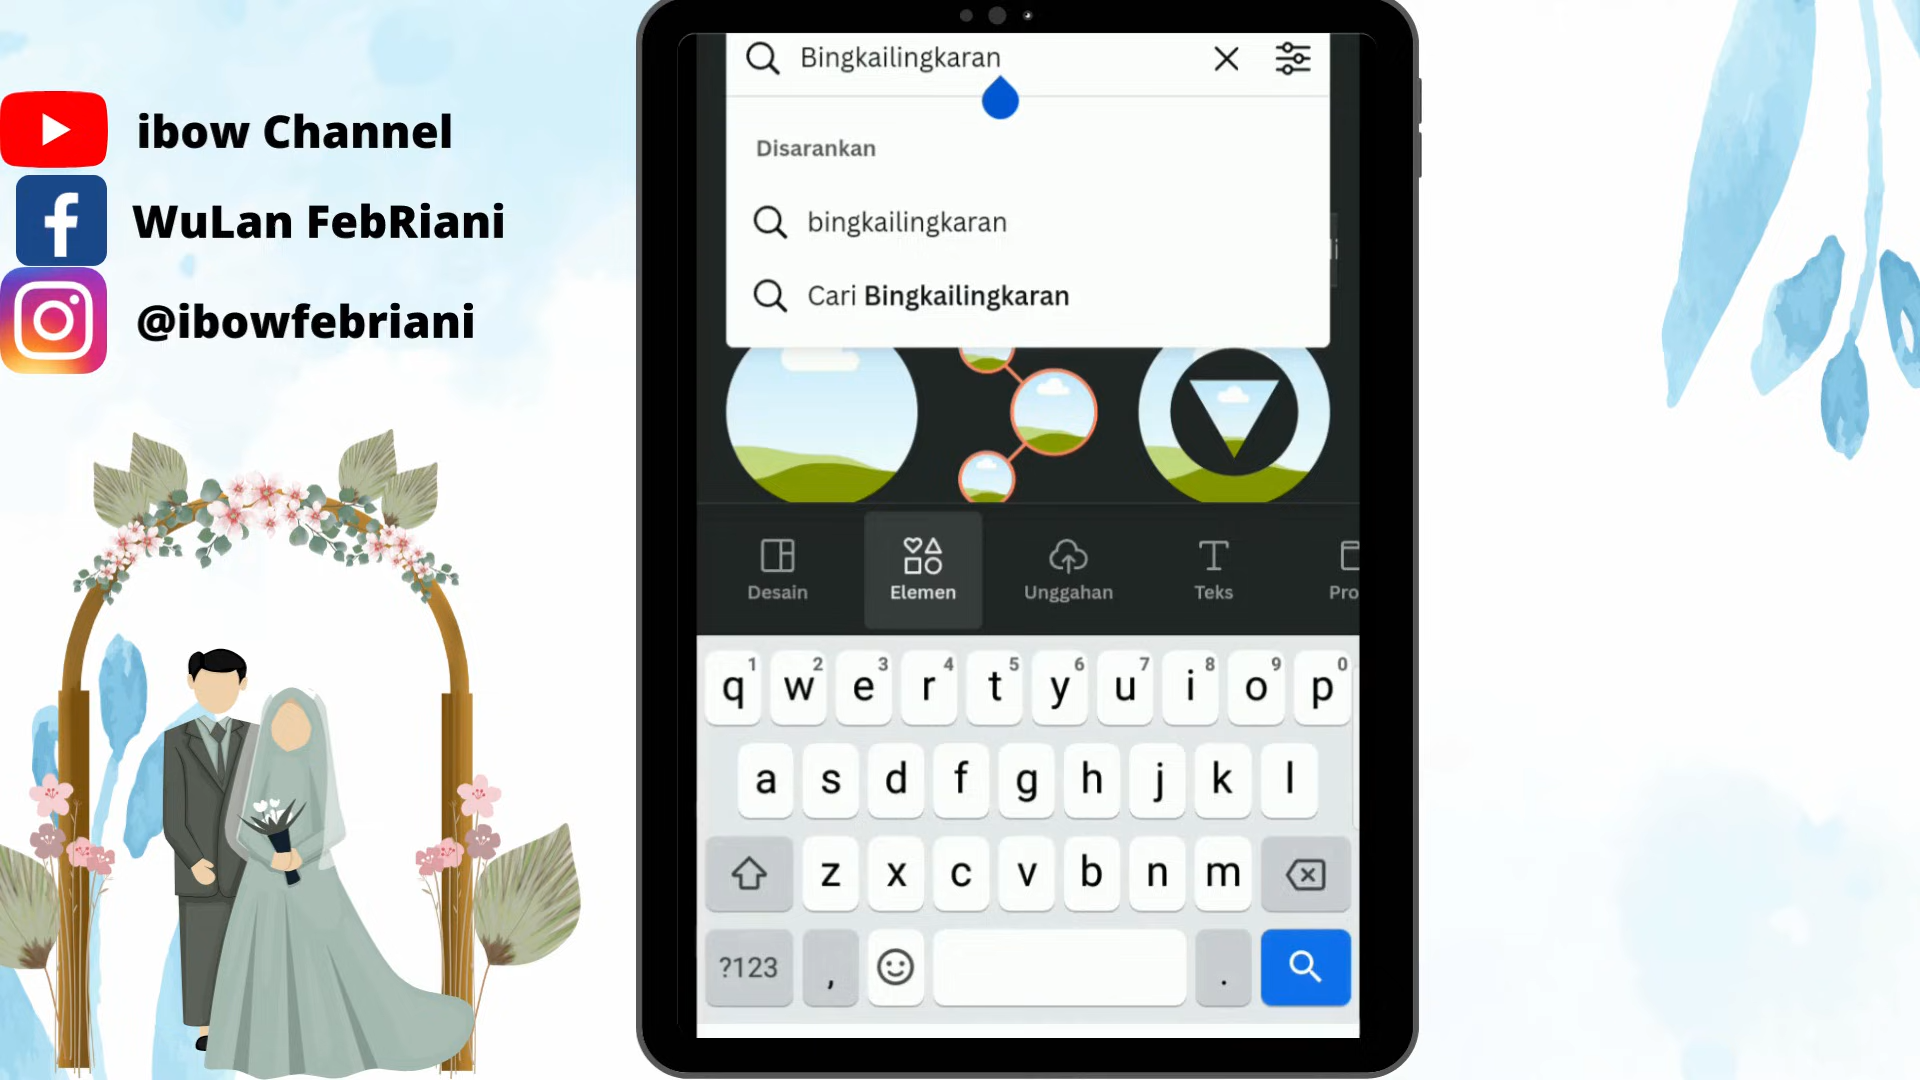 ibow Channel
WuLan FebRiani
@ibowfebriani
Bingkailingkaran
Disarankan
bingkailingkaran
Cari Bingkailingkaran
Desain
Elemen
Unggahan
Teks
Pro
1 2 3 4 5 6 7 8 9 0
q w e r t y u i o p
a s d f g h j k l
z x c v b n m
?123 , .